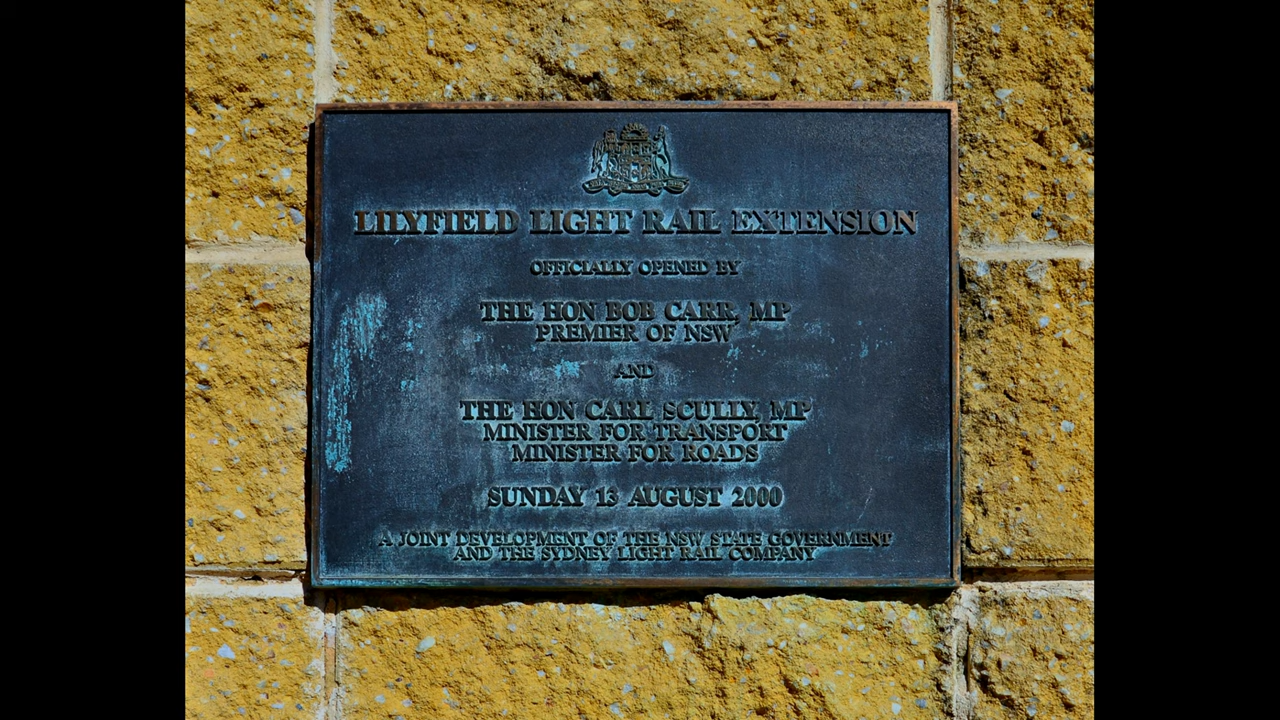 LILYFIELD LIGHT RAIL EXTENSION
OFFICIALLY OPENED BY
THE HON BOB CARR, MP
PREMIER OF NSW
AND
THE HON CARL SCULLY, MP
MINISTER FOR TRANSPORT
MINISTER FOR ROADS
SUNDAY 13 AUGUST 2000
A JOINT DEVELOPMENT OF THE NSW STATE GOVERNMENT
AND THE SYDNEY LIGHT RAIL COMPANY